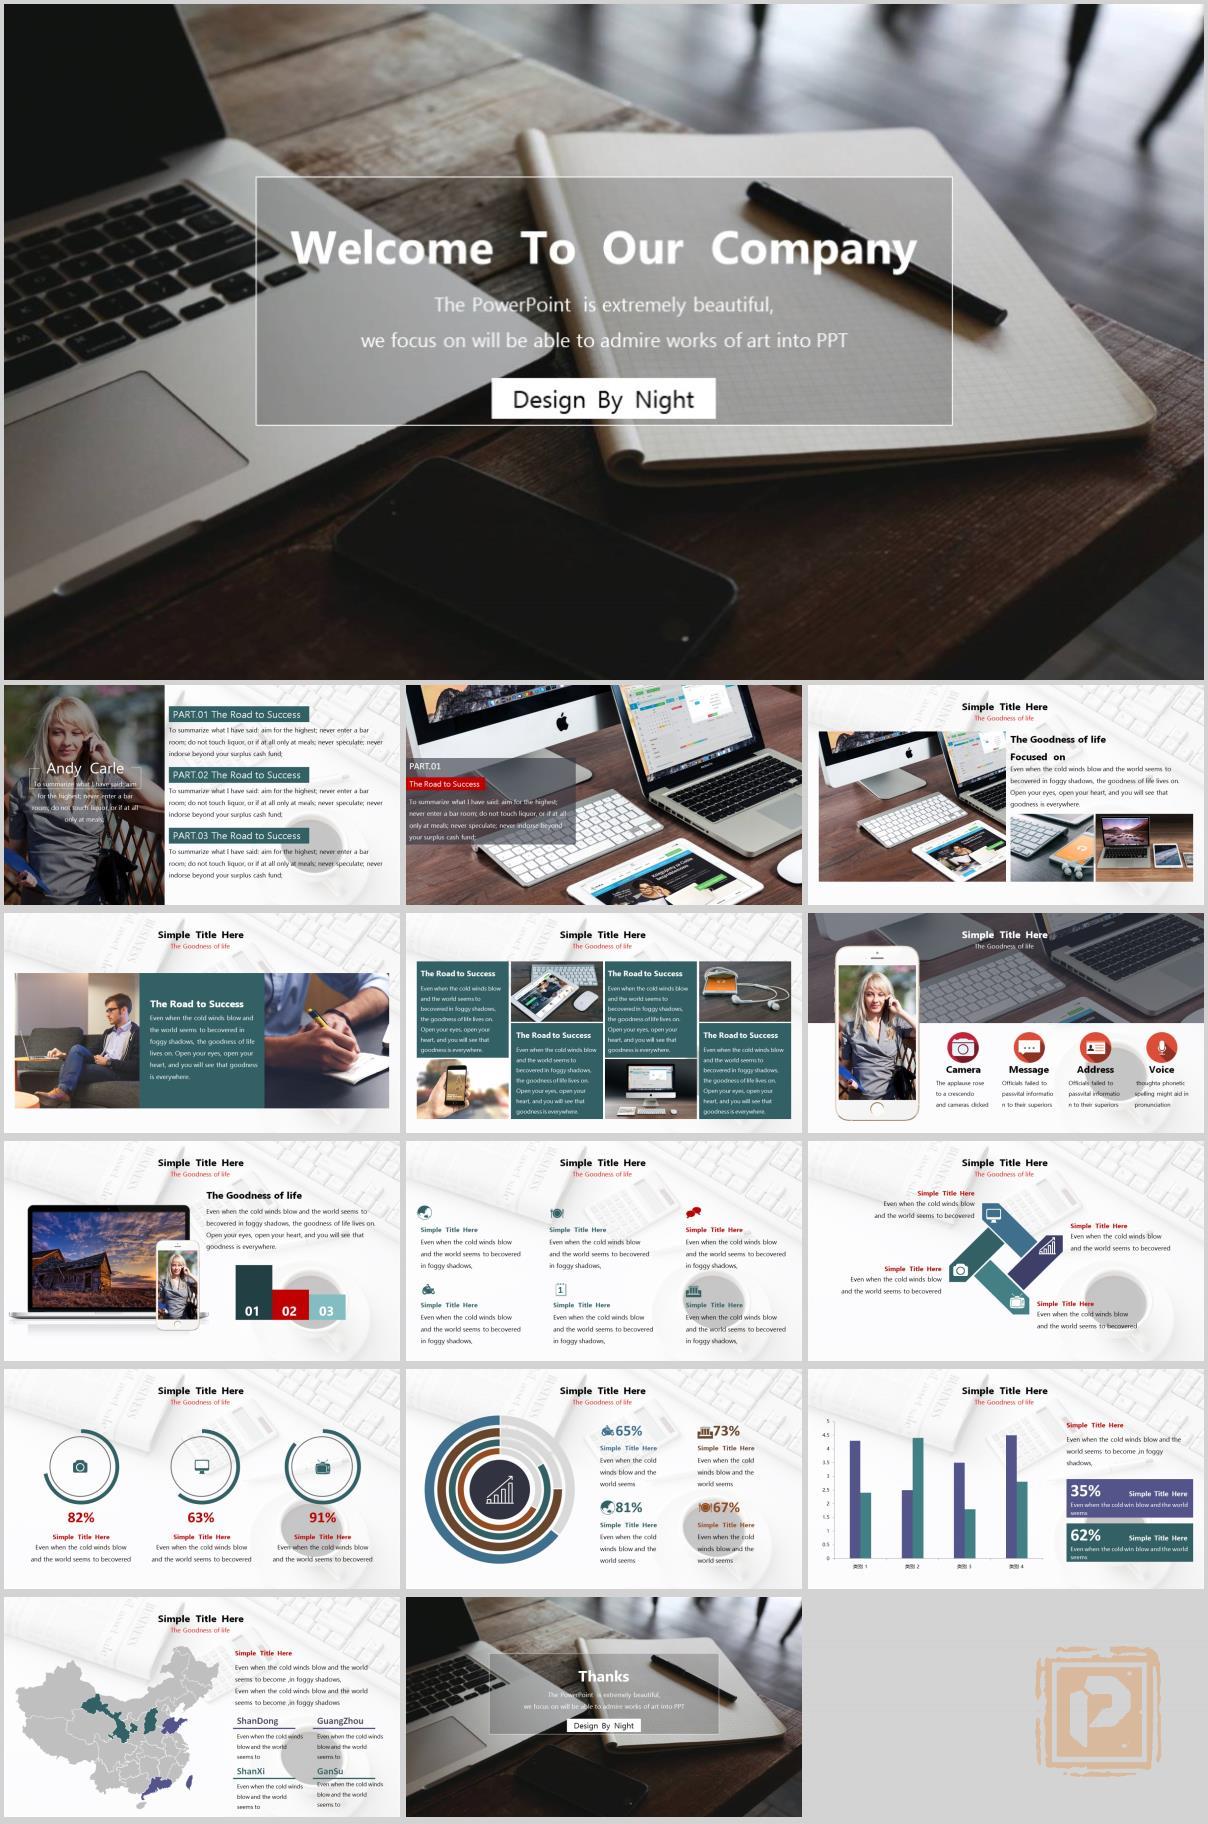 Welcome To Our Company
The PowerPoint is extremely beautiful,
we focus on will be able to admire works of art into PPT
Design By Night
Andy Carle
To summarize what I have said: aim
for the highest; never enter a bar
room; do not touch liquor, or if at all
only at meals;
PART.01 The Road to Success
To summarize what I have said: aim for the highest; never enter a bar
room; do not touch liquor, or if at all only at meals; never speculate; never
indorse beyond your surplus cash fund;
PART.02 The Road to Success
To summarize what I have said: aim for the highest; never enter a bar
room; do not touch liquor, or if at all only at meals; never speculate; never
indorse beyond your surplus cash fund;
PART.03 The Road to Success
To summarize what I have said: aim for the highest; never enter a bar
room; do not touch liquor, or if at all only at meals; never speculate; never
indorse beyond your surplus cash fund;
PART.01
The Road to Success
To summarize what I have said: aim for the highest;
never enter a bar room; do not touch liquor, or if at all
only at meals; never speculate; never indorse beyond
your surplus cash fund;
Simple Title Here
The Goodness of life
The Goodness of life
Focused on
Even when the cold winds blow and the world seems to
becovered in foggy shadows, the goodness of life lives on.
Open your eyes, open your heart, and you will see that
goodness is everywhere.
Simple Title Here
The Goodness of life
The Road to Success
Even when the cold winds blow and
the world seems to becovered in
foggy shadows, the goodness of life
lives on. Open your eyes, open
your heart, and you will see that goodness
is everywhere.
Simple Title Here
The Goodness of life
The Road to Success
Even when the cold winds blow
and the world seems to
becovered in foggy shadows,
the goodness of life lives on.
Open your eyes, open your
heart, and you will see that
goodness is everywhere.
The Road to Success
Even when the cold winds blow
and the world seems to
becovered in foggy shadows,
the goodness of life lives on.
Open your eyes, open your
heart, and you will see that
goodness is everywhere.
The Road to Success
Even when the cold winds blow
and the world seems to
becovered in foggy shadows,
the goodness of life lives on.
Open your eyes, open your
heart, and you will see that
goodness is everywhere.
The Road to Success
Even when the cold winds blow
and the world seems to
becovered in foggy shadows,
the goodness of life lives on.
Open your eyes, open your
heart, and you will see that
goodness is everywhere.
Simple Title Here
The Goodness of life
Camera
The applause rose
to a crescendo
and cameras clicked
Message
Officials failed to
passvital informatio
n to their superiors
Address
Officials failed to
passvital informatio
n to their superiors
Voice
thoughta phonetic
spelling might aid in
pronunciation
Simple Title Here
The Goodness of life
The Goodness of life
Even when the cold winds blow and the world seems to
becovered in foggy shadows, the goodness of life lives on.
Open your eyes, open your heart, and you will see that
goodness is everywhere.
01
02
03
Simple Title Here
The Goodness of life
Simple Title Here
Even when the cold winds blow
and the world seems to becovered
in foggy shadows,
Simple Title Here
Even when the cold winds blow
and the world seems to becovered
in foggy shadows,
Simple Title Here
Even when the cold winds blow
and the world seems to becovered
in foggy shadows,
Simple Title Here
Even when the cold winds blow
and the world seems to becovered
in foggy shadows,
1
Simple Title Here
Even when the cold winds blow
and the world seems to becovered
in foggy shadows,
Simple Title Here
Even when the cold winds blow
and the world seems to becovered
in foggy shadows,
Simple Title Here
The Goodness of life
Simple Title Here
Even when the cold winds blow
and the world seems to becovered
Simple Title Here
Even when the cold winds blow
and the world seems to becovered
Simple Title Here
Even when the cold winds blow
and the world seems to becovered
Simple Title Here
Even when the cold winds blow
and the world seems to becovered
Simple Title Here
The Goodness of life
82%
Simple Title Here
Even when the cold winds blow
and the world seems to becovered
63%
Simple Title Here
Even when the cold winds blow
and the world seems to becovered
91%
Simple Title Here
Even when the cold winds blow
and the world seems to becovered
Simple Title Here
The Goodness of life
65%
Simple Title Here
Even when the cold
winds blow and the
world seems
73%
Simple Title Here
Even when the cold
winds blow and the
world seems
81%
Simple Title Here
Even when the cold
winds blow and the
world seems
67%
Simple Title Here
Even when the cold
winds blow and the
world seems
Simple Title Here
The Goodness of life
5
4.5
4
3.5
3
2.5
2
1.5
1
0.5
0
类别 1
类别 2
类别 3
类别 4
Simple Title Here
Even when the cold winds blow and the
world seems to become ,in foggy
shadows,
35% Simple Title Here
Even when the cold win blow and the world
seems
62% Simple Title Here
Even when the cold win blow and the world
seems
Simple Title Here
The Goodness of life
Simple Title Here
Even when the cold winds blow and the world
seems to become ,in foggy shadows,
Even when the cold winds blow and the world
seems to become ,in foggy shadows
ShanDong
Even when the cold winds
blow and the world
seems to
GuangZhou
Even when the cold winds
blow and the world
seems to
ShanXi
Even when the cold winds
blow and the world
seems to
GanSu
Even when the cold winds
blow and the world
seems to
Thanks
The PowerPoint is extremely beautiful,
we focus on will be able to admire works of art into PPT
Design By Night